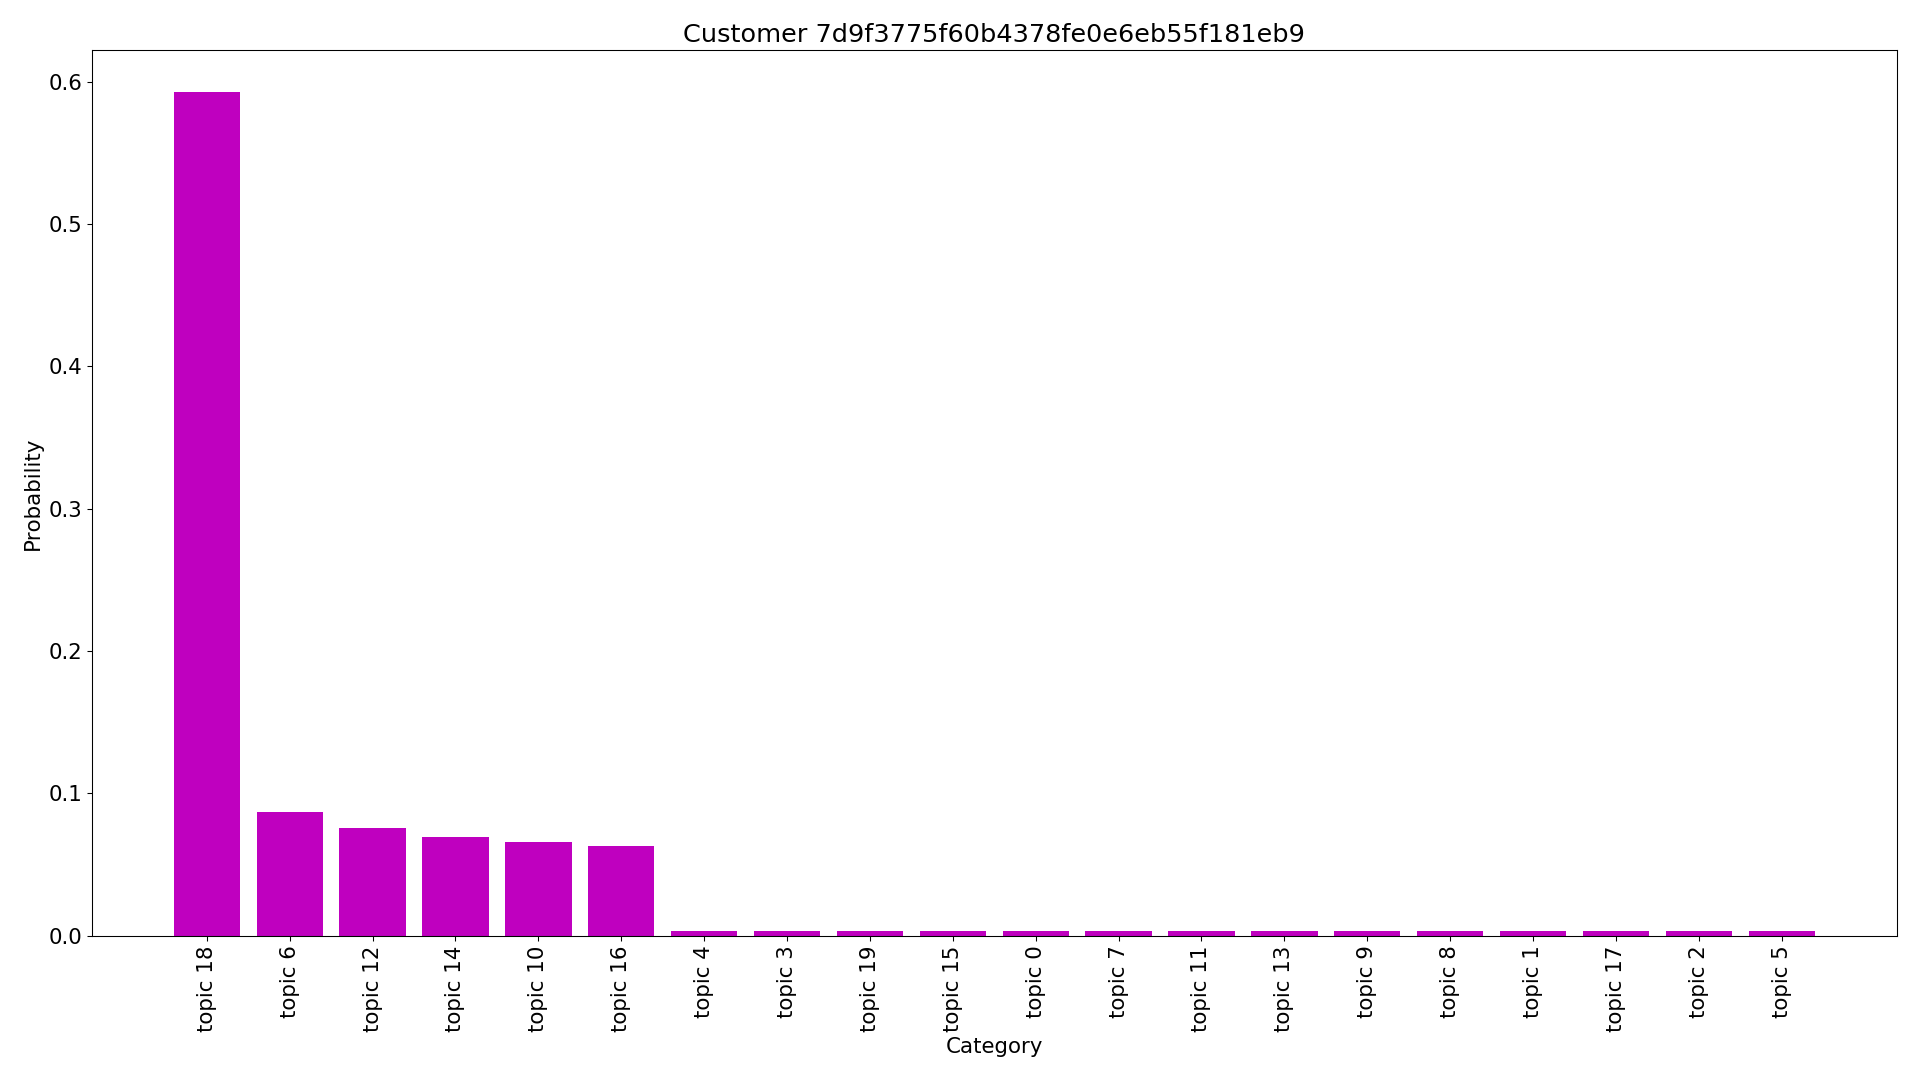 Customer 7d9f3775f60b4378fe0e6eb55f181eb9
Probability
0.6
0.5
0.4
0.3
0.2
0.1
0.0
topic 18
topic 6
topic 12
topic 14
topic 10
topic 16
topic 4
topic 3
topic 19
topic 15
topic 0
topic 7
topic 11
topic 13
topic 9
topic 8
topic 1
topic 17
topic 2
topic 5
Category